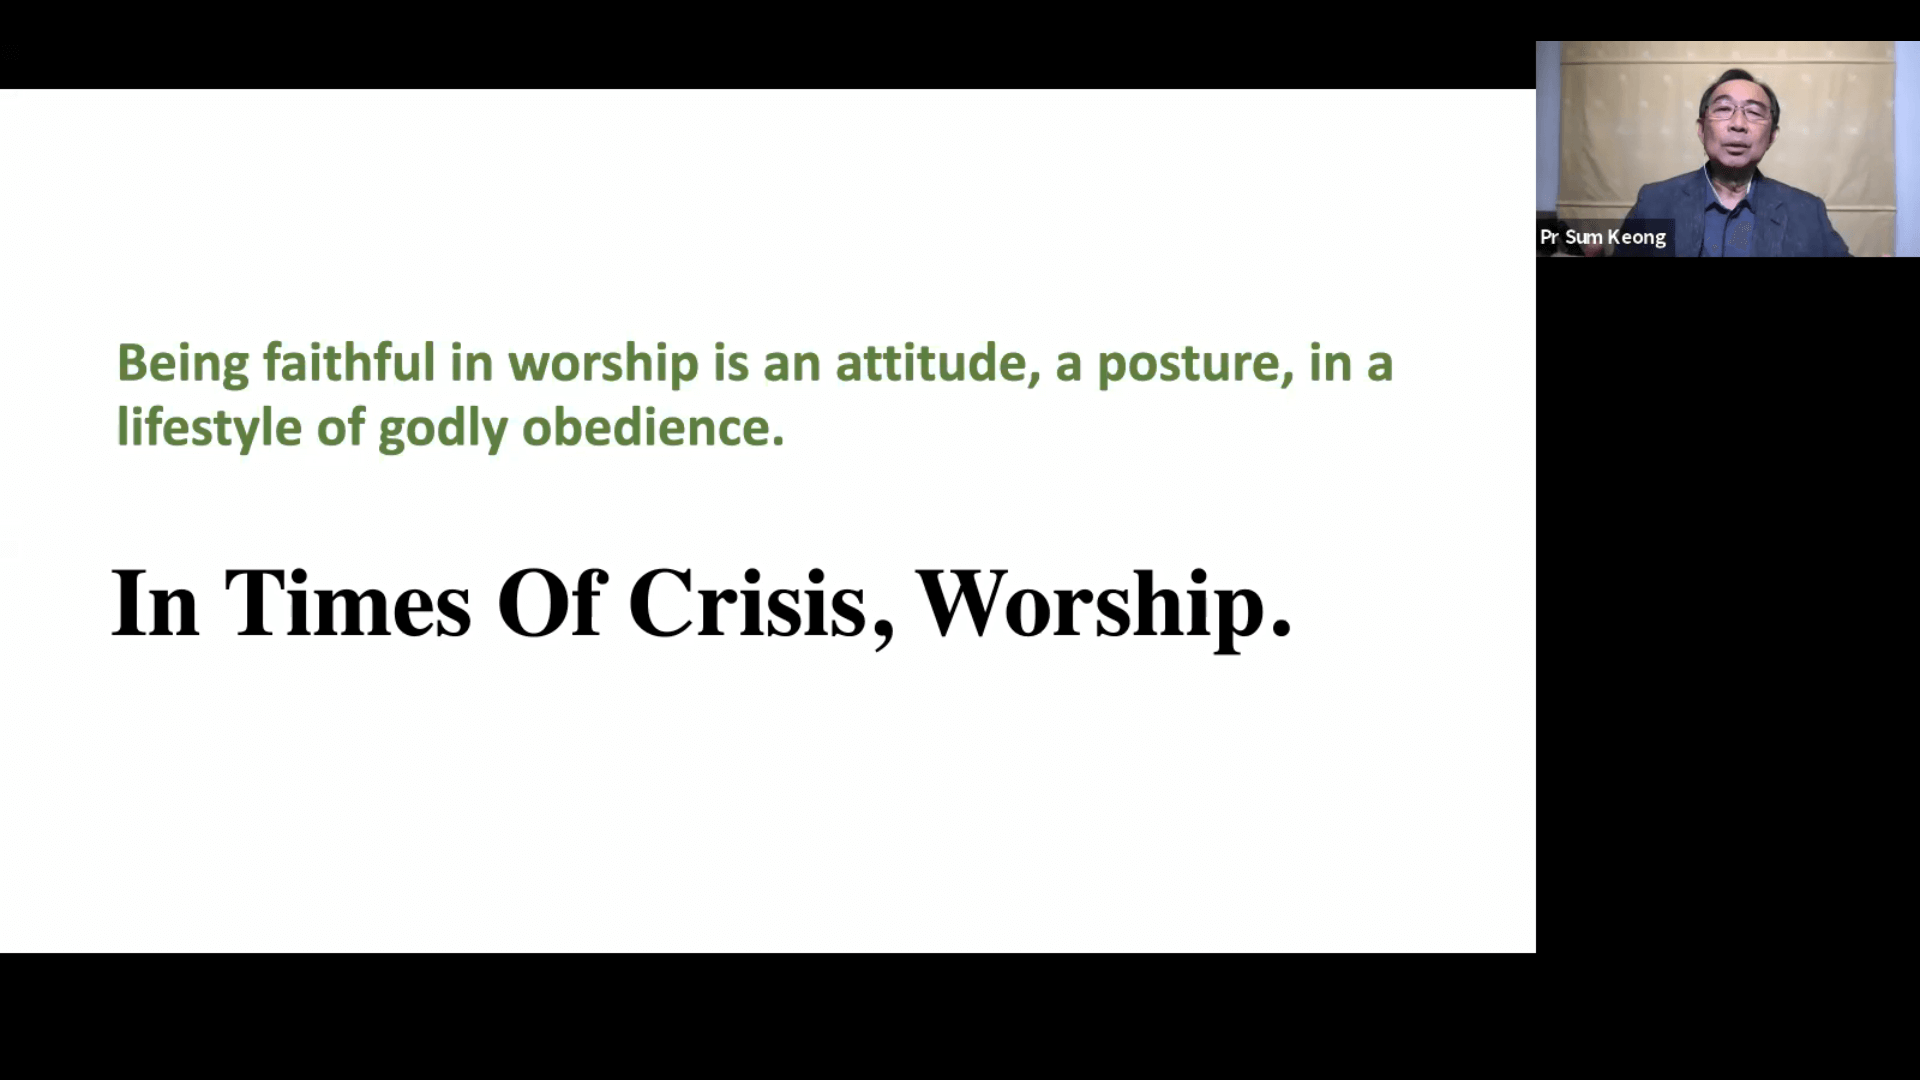 Being faithful in worship is an attitude, a posture, in a
lifestyle of godly obedience.
In Times Of Crisis, Worship.
Pr Sum Keong